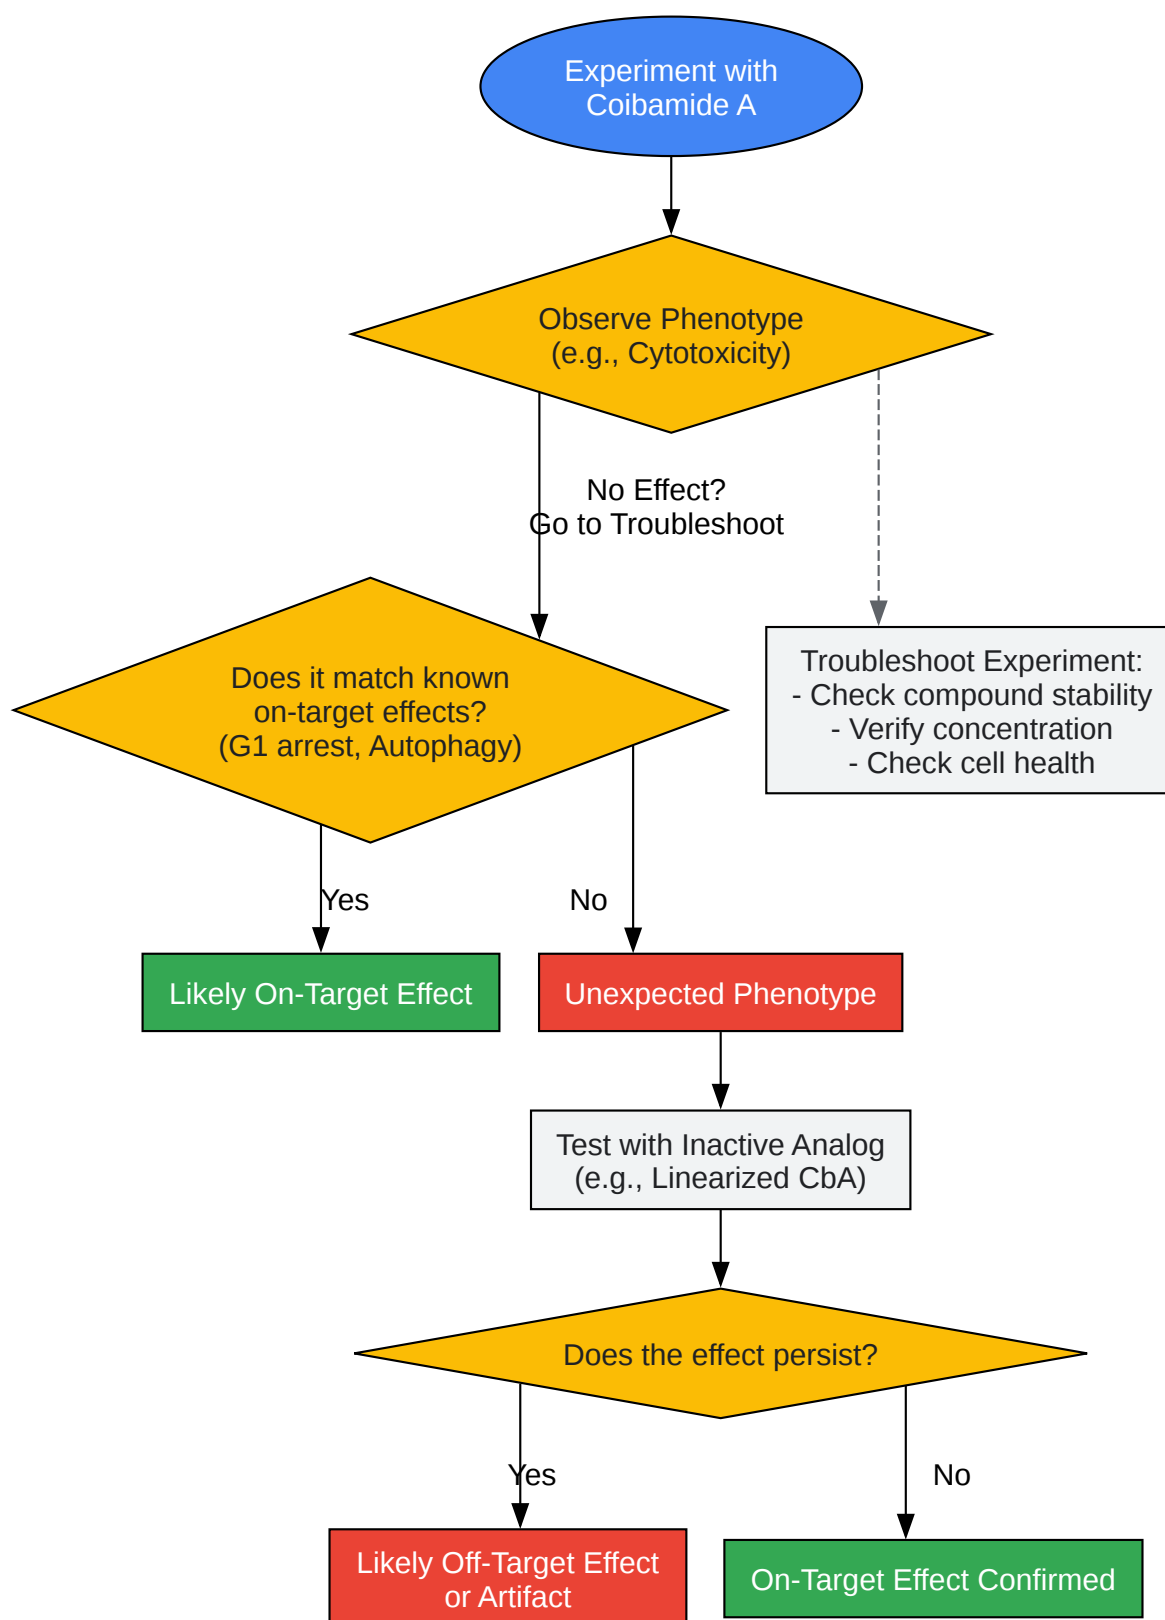 Experiment with
Coibamide A
Observe Phenotype
(e.g., Cytotoxicity)
No Effect?
Go to Troubleshoot
Does it match known
on-target effects?
(G1 arrest, Autophagy)
Troubleshoot Experiment:
- Check compound stability
- Verify concentration
- Check cell health
Yes
No
Likely On-Target Effect
Unexpected Phenotype
Test with Inactive Analog
(e.g., Linearized CbA)
Does the effect persist?
Yes
No
Likely Off-Target Effect
or Artifact
On-Target Effect Confirmed